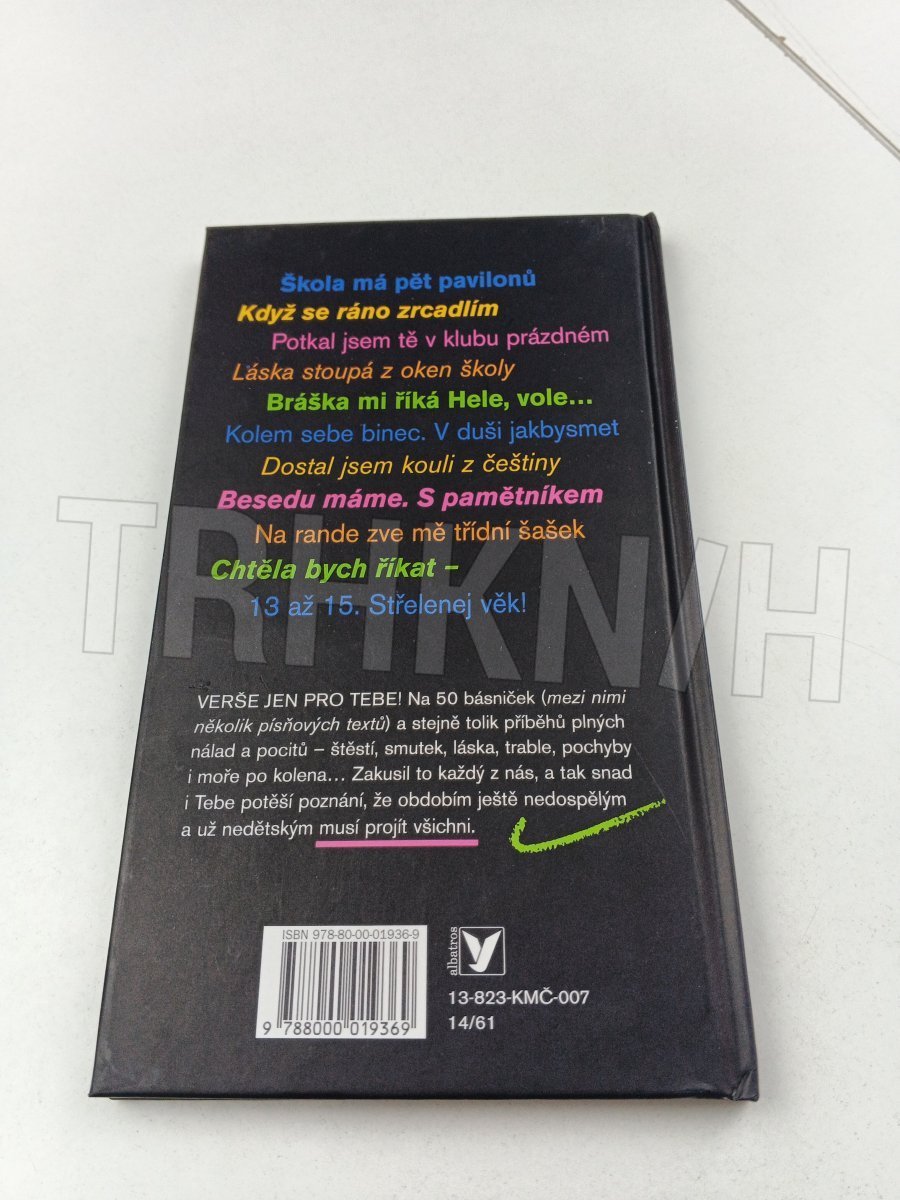 Škola má pět pavilonů
Když se ráno zrcadlím
Potkal jsem tě v klubu prázdném
Láska stoupá z oken školy
Bráška mi říká Hele, vole...
Kolem sebe binec. V duši jakbysmet
Dostal jsem kouli z češtiny
Besedu máme. S pamětníkem
Na rande zve mě třídní šašek
Chtěla bych říkat –
13 až 15. Střelenej věk!
TRHKNIH
VERŠE JEN PRO TEBE! Na 50 básniček (mezi nimi
několik písňových textů) a stejně tolik příběhů plných
nálad a pocitů – štěstí, smutek, láska, trable, pochyby
i moře po kolena... Zakusil to každý z nás, a tak snad
i Tebe potěší poznání, že obdobím ještě nedospělým
a už nedětským musí projít všichni.
ISBN 978-80-00-01936-9
9 788000 019369
albatros
13-823-KMČ-007
14/61